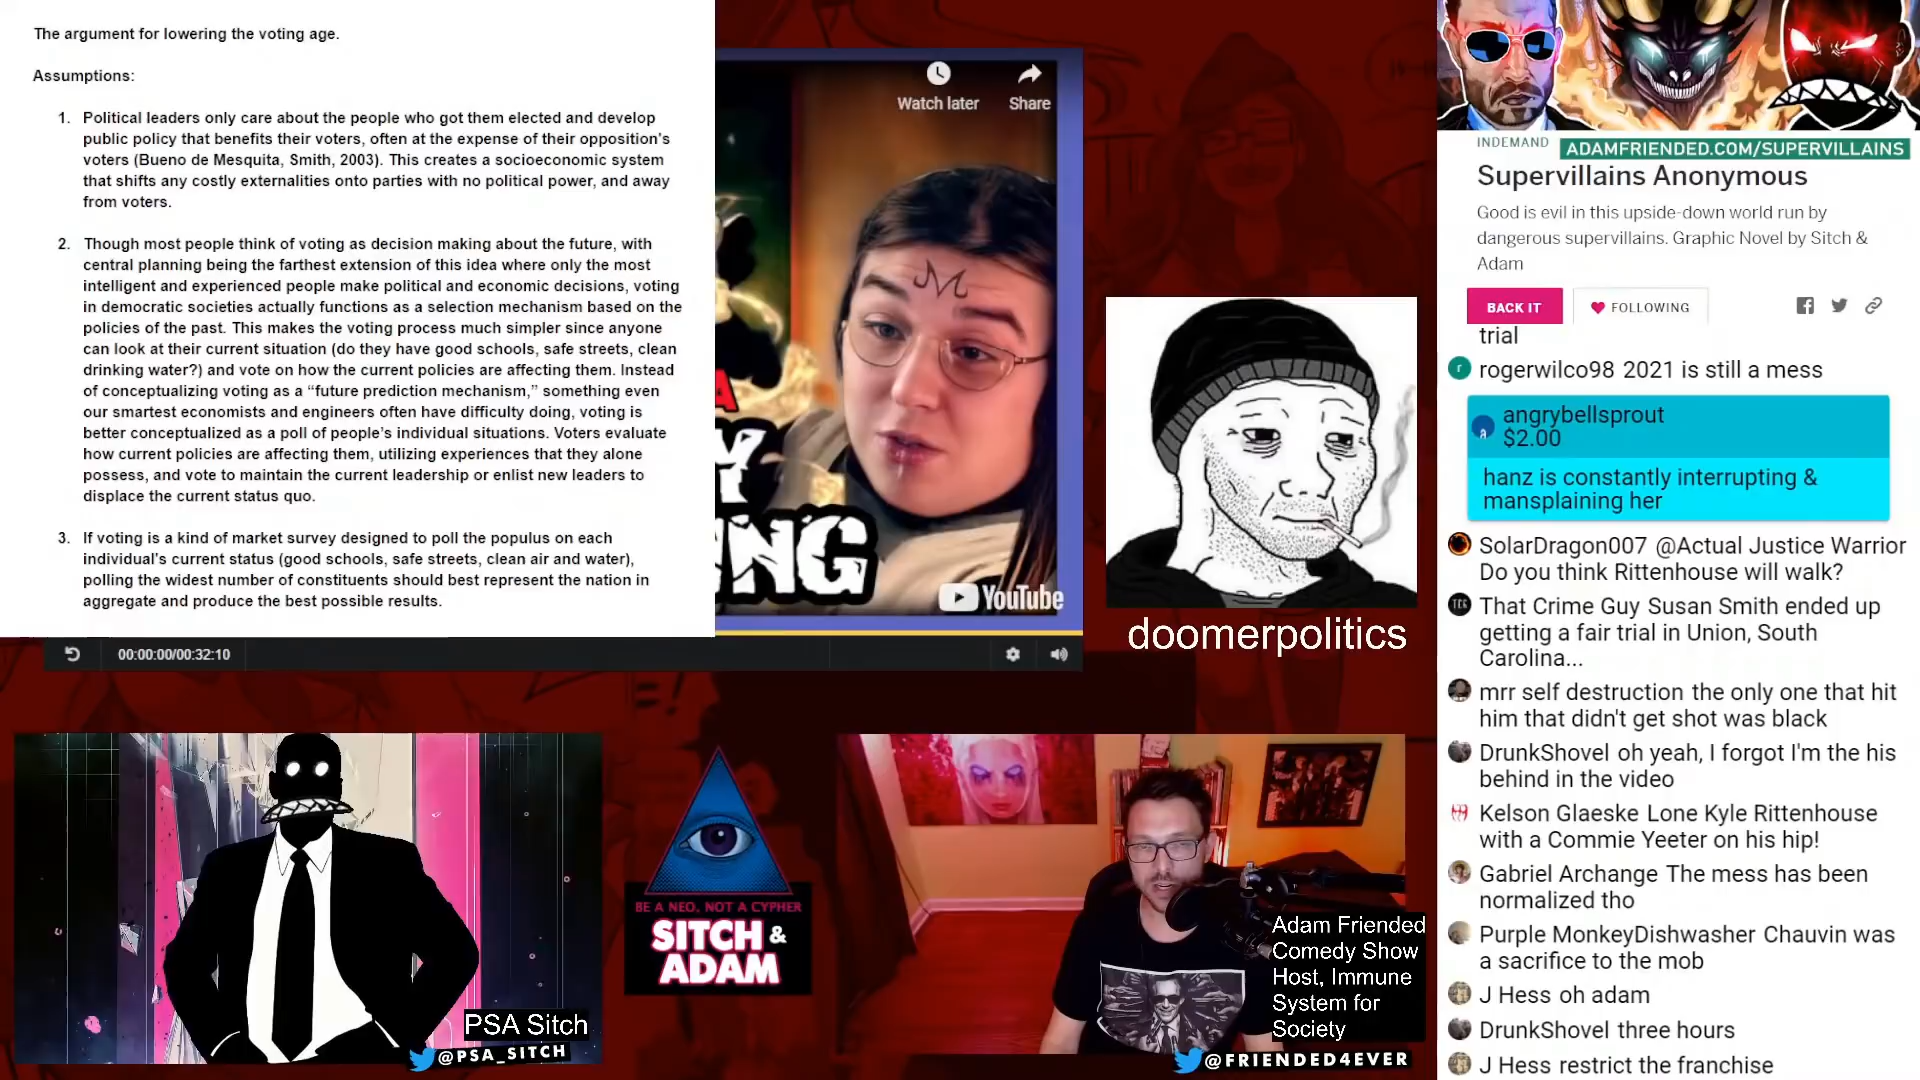 The argument for lowering the voting age.
Assumptions:
1. Political leaders only care about the people who got them elected and develop
public policy that benefits their voters, often at the expense of their opposition's
voters (Bueno de Mesquita, Smith, 2003). This creates a socioeconomic system
that shifts any costly externalities onto parties with no political power, and away
from voters.
2. Though most people think of voting as decision making about the future, with
central planning being the farthest extension of this idea where only the most
intelligent and experienced people make political and economic decisions, voting
in democratic societies actually functions as a selection mechanism based on the
policies of the past. This makes the voting process much simpler since anyone
can look at their current situation (do they have good schools, safe streets, clean
drinking water?) and vote on how the current policies are affecting them. Instead
of conceptualizing voting as a “future prediction mechanism,” something even
our smartest economists and engineers often have difficulty doing, voting is
better conceptualized as a poll of people’s individual situations. Voters evaluate
how current policies are affecting them, utilizing experiences that they alone
possess, and vote to maintain the current leadership or enlist new leaders to
displace the current status quo.
3. If voting is a kind of market survey designed to poll the populus on each
individual's current status (good schools, safe streets, clean air and water),
polling the widest number of constituents should best represent the nation in
aggregate and produce the best possible results.
Watch later
Share
YouTube
00:00:00/00:32:10
doomerpolitics
PSA Sitch
@PSA_SITCH
BE A NEO, NOT A CYPHER
SITCH &
ADAM
Adam Friended
Comedy Show
Host, Immune
System for
Society
@FRIENDED4EVER
INDEMAND
ADAMFRIENDED.COM/SUPERVILLAINS
Supervillains Anonymous
Good is evil in this upside-down world run by
dangerous supervillains. Graphic Novel by Sitch &
Adam
BACK IT
FOLLOWING
trial
rogerwilco98 2021 is still a mess
angrybellsprout
$2.00
hanz is constantly interrupting &
mansplaining her
SolarDragon007 @Actual Justice Warrior
Do you think Rittenhouse will walk?
That Crime Guy Susan Smith ended up
getting a fair trial in Union, South
Carolina...
mrr self destruction the only one that hit
him that didn't get shot was black
DrunkShovel oh yeah, I forgot I'm the his
behind in the video
Kelson Glaeske Lone Kyle Rittenhouse
with a Commie Yeeter on his hip!
Gabriel Archange The mess has been
normalized tho
Purple MonkeyDishwasher Chauvin was
a sacrifice to the mob
J Hess oh adam
DrunkShovel three hours
J Hess restrict the franchise